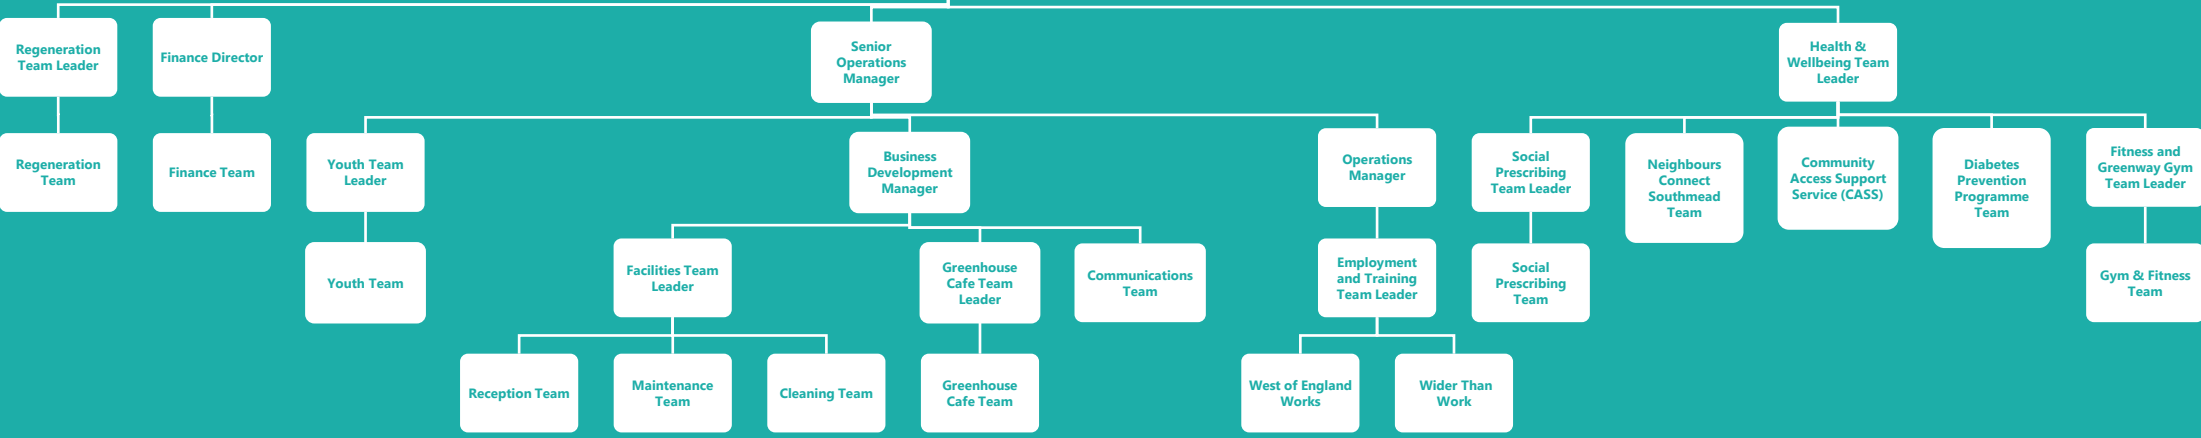 Regeneration
Team Leader
Finance Director
Senior
Operations
Manager
Health &
Wellbeing Team
Leader
Regeneration
Team
Finance Team
Youth Team
Leader
Business
Development
Manager
Operations
Manager
Social
Prescribing
Team Leader
Neighbours
Connect
Southmead
Team
Community
Access Support
Service (CASS)
Diabetes
Prevention
Programme
Team
Fitness and
Greenway Gym
Team Leader
Youth Team
Facilities Team
Leader
Greenhouse
Cafe Team
Leader
Communications
Team
Employment
and Training
Team Leader
Social
Prescribing
Team
Gym & Fitness
Team
Reception Team
Maintenance
Team
Cleaning Team
Greenhouse
Cafe Team
West of England
Works
Wider Than
Work